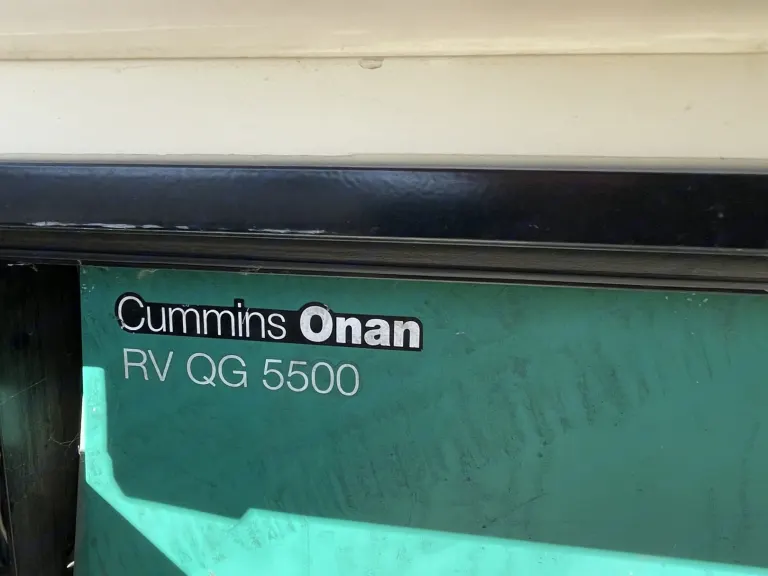 Cummins Onan
RV QG 5500